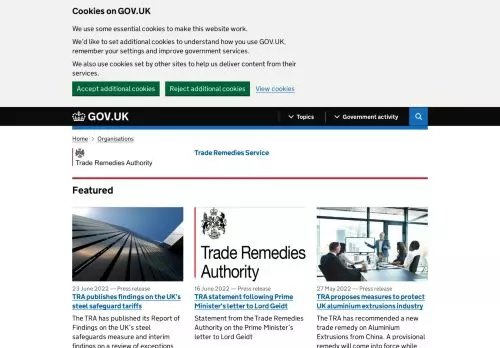 Cookies on GOV.UK
We use some essential cookies to make this website work.
We'd like to set additional cookies to understand how you use GOV.UK,
remember your settings and improve government services.
We also use cookies set by other sites to help us deliver content from their
services.
Accept additional cookies
Reject additional cookies
View cookies
GOV.UK
Topics
Government activity
Home
Organisations
Trade Remedies Authority
Trade Remedies Service
Featured
Trade Remedies
Authority
23 June 2022 — Press release
TRA publishes findings on the UK's
steel safeguard tariffs
The TRA has published its Report of
Findings on the UK's steel
safeguards measure and interim
findings on a review of exceptions
16 June 2022 — Press release
TRA statement following Prime
Minister's letter to Lord Geidt
Statement from the Trade Remedies
Authority on the Prime Minister's
letter to Lord Geidt
27 May 2022 — Press release
TRA proposes measures to protect
UK aluminium extrusions industry
The TRA has recommended a new
trade remedy on Aluminium
Extrusions from China. A provisional
remedy will come into force while